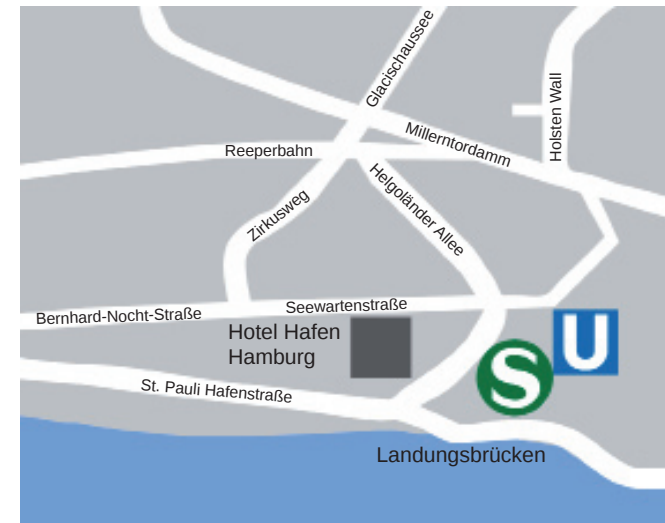 Glacischaussee
Holsten Wall
Millerntordamm
Reeperbahn
Helgoländer Allee
Zirkusweg
Seewartenstraße
Bernhard-Nocht-Straße
Hotel Hafen
Hamburg
U
S
St. Pauli Hafenstraße
Landungsbrücken